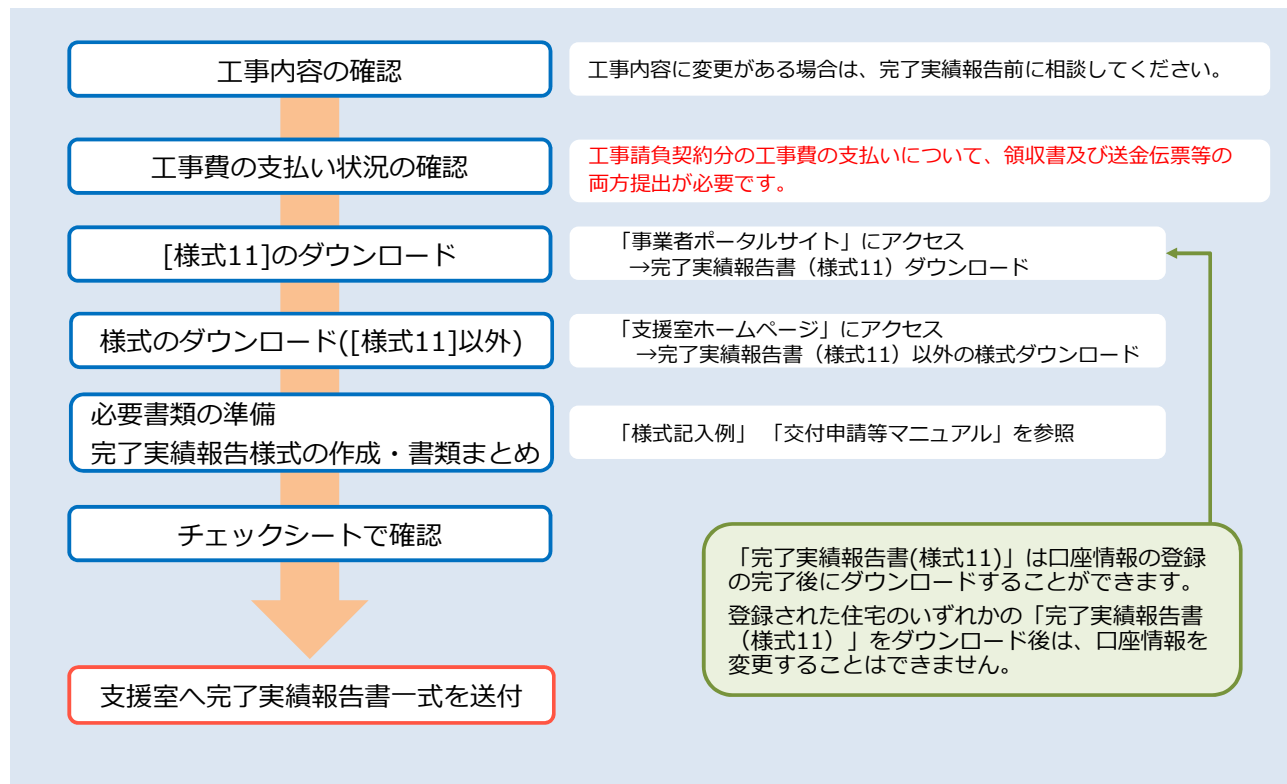 工事内容の確認
工事内容に変更がある場合は、完了実績報告前に相談してください。
工事費の支払い状況の確認
工事請負契約分の工事費の支払いについて、領収書及び送金伝票等の
両方提出が必要です。
[様式11]のダウンロード
「事業者ポータルサイト」にアクセス
→完了実績報告書（様式11）ダウンロード
様式のダウンロード([様式11]以外)
「支援室ホームページ」にアクセス
→完了実績報告書（様式11）以外の様式ダウンロード
必要書類の準備
完了実績報告様式の作成・書類まとめ
「様式記入例」「交付申請等マニュアル」を参照
チェックシートで確認
「完了実績報告書(様式11)」は口座情報の登録
の完了後にダウンロードすることができます。
登録された住宅のいずれかの「完了実績報告書
（様式11）」をダウンロード後は、口座情報を
変更することはできません。
支援室へ完了実績報告書一式を送付